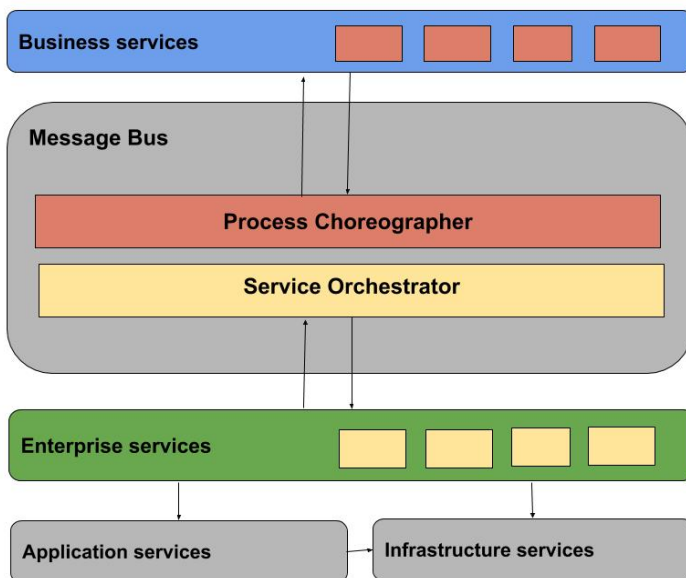 Business services
Message Bus
Process Choreographer
Service Orchestrator
Enterprise services
Application services
Infrastructure services